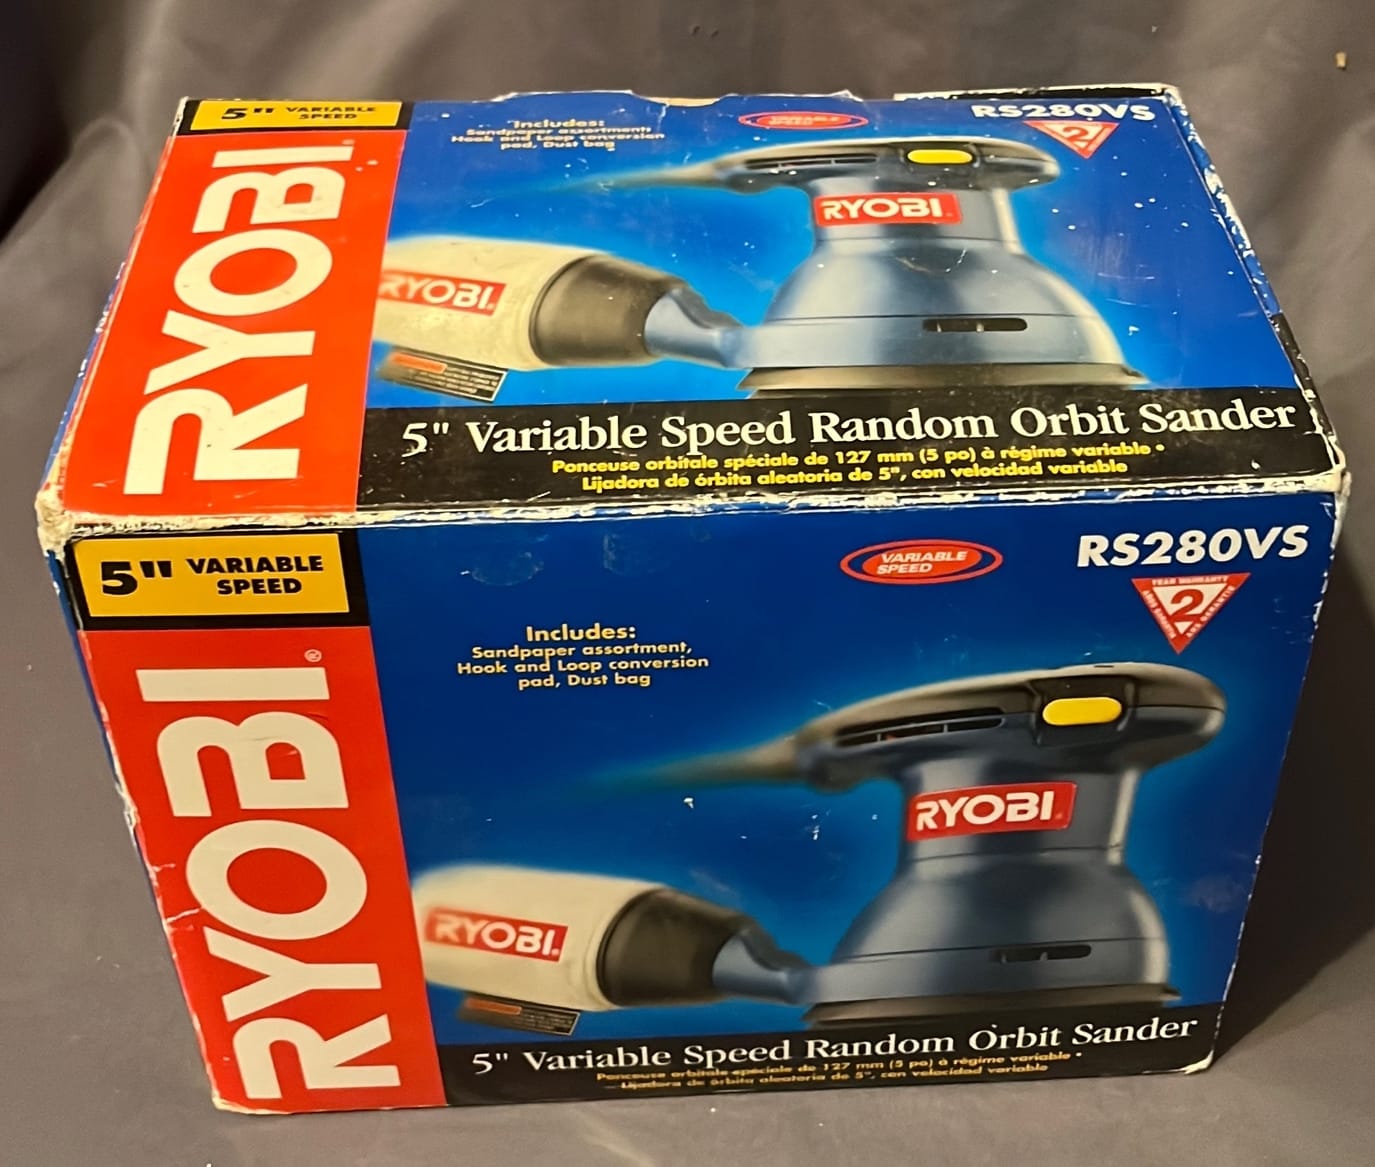 5" VARIABLE
SPEED
RYOBI
Includes:
Sandpaper assortment,
Hook and Loop conversion
pad, Dust bag
VARIABLE
SPEED
RS280VS
2
RYOBI
RYOBI
5" Variable Speed Random Orbit Sander
Ponceuse orbitale spéciale de 127 mm (5 po) à régime variable •
Lijadora de órbita aleatoria de 5", con velocidad variable
5" VARIABLE
SPEED
RYOBI®
Includes:
Sandpaper assortment,
Hook and Loop conversion
pad, Dust bag
VARIABLE
SPEED
RS280VS
YEAR WARRANTY
2
RYOBI
RYOBI
5" Variable Speed Random Orbit Sander
Ponceuse orbitale spéciale de 127 mm (5 po) à régime variable •
Lijadora de órbita aleatoria de 5", con velocidad variable